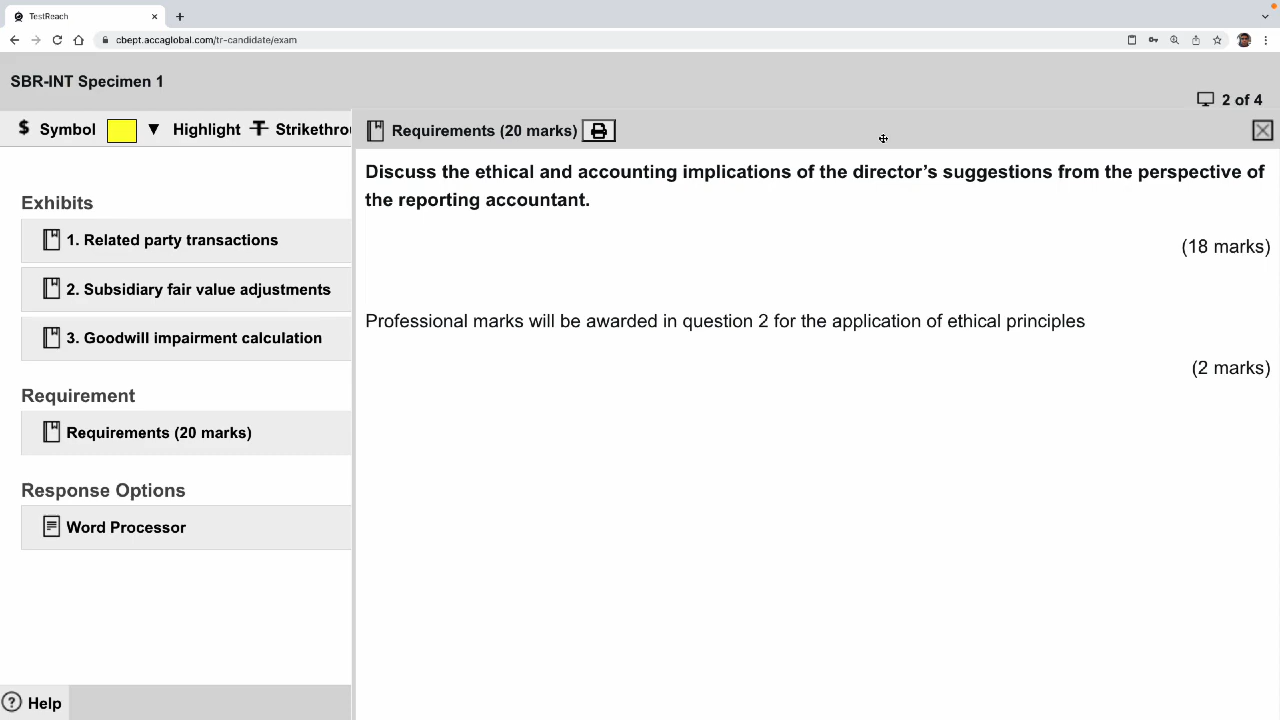 TestReach
cbept.accaglobal.com/tr-candidate/exam
SBR-INT Specimen 1
2 of 4
$ Symbol ▼ Highlight T Strikethro
Requirements (20 marks)
Discuss the ethical and accounting implications of the director's suggestions from the perspective of
the reporting accountant.
(18 marks)
Professional marks will be awarded in question 2 for the application of ethical principles
(2 marks)
Exhibits
1. Related party transactions
2. Subsidiary fair value adjustments
3. Goodwill impairment calculation
Requirement
Requirements (20 marks)
Response Options
Word Processor
? Help